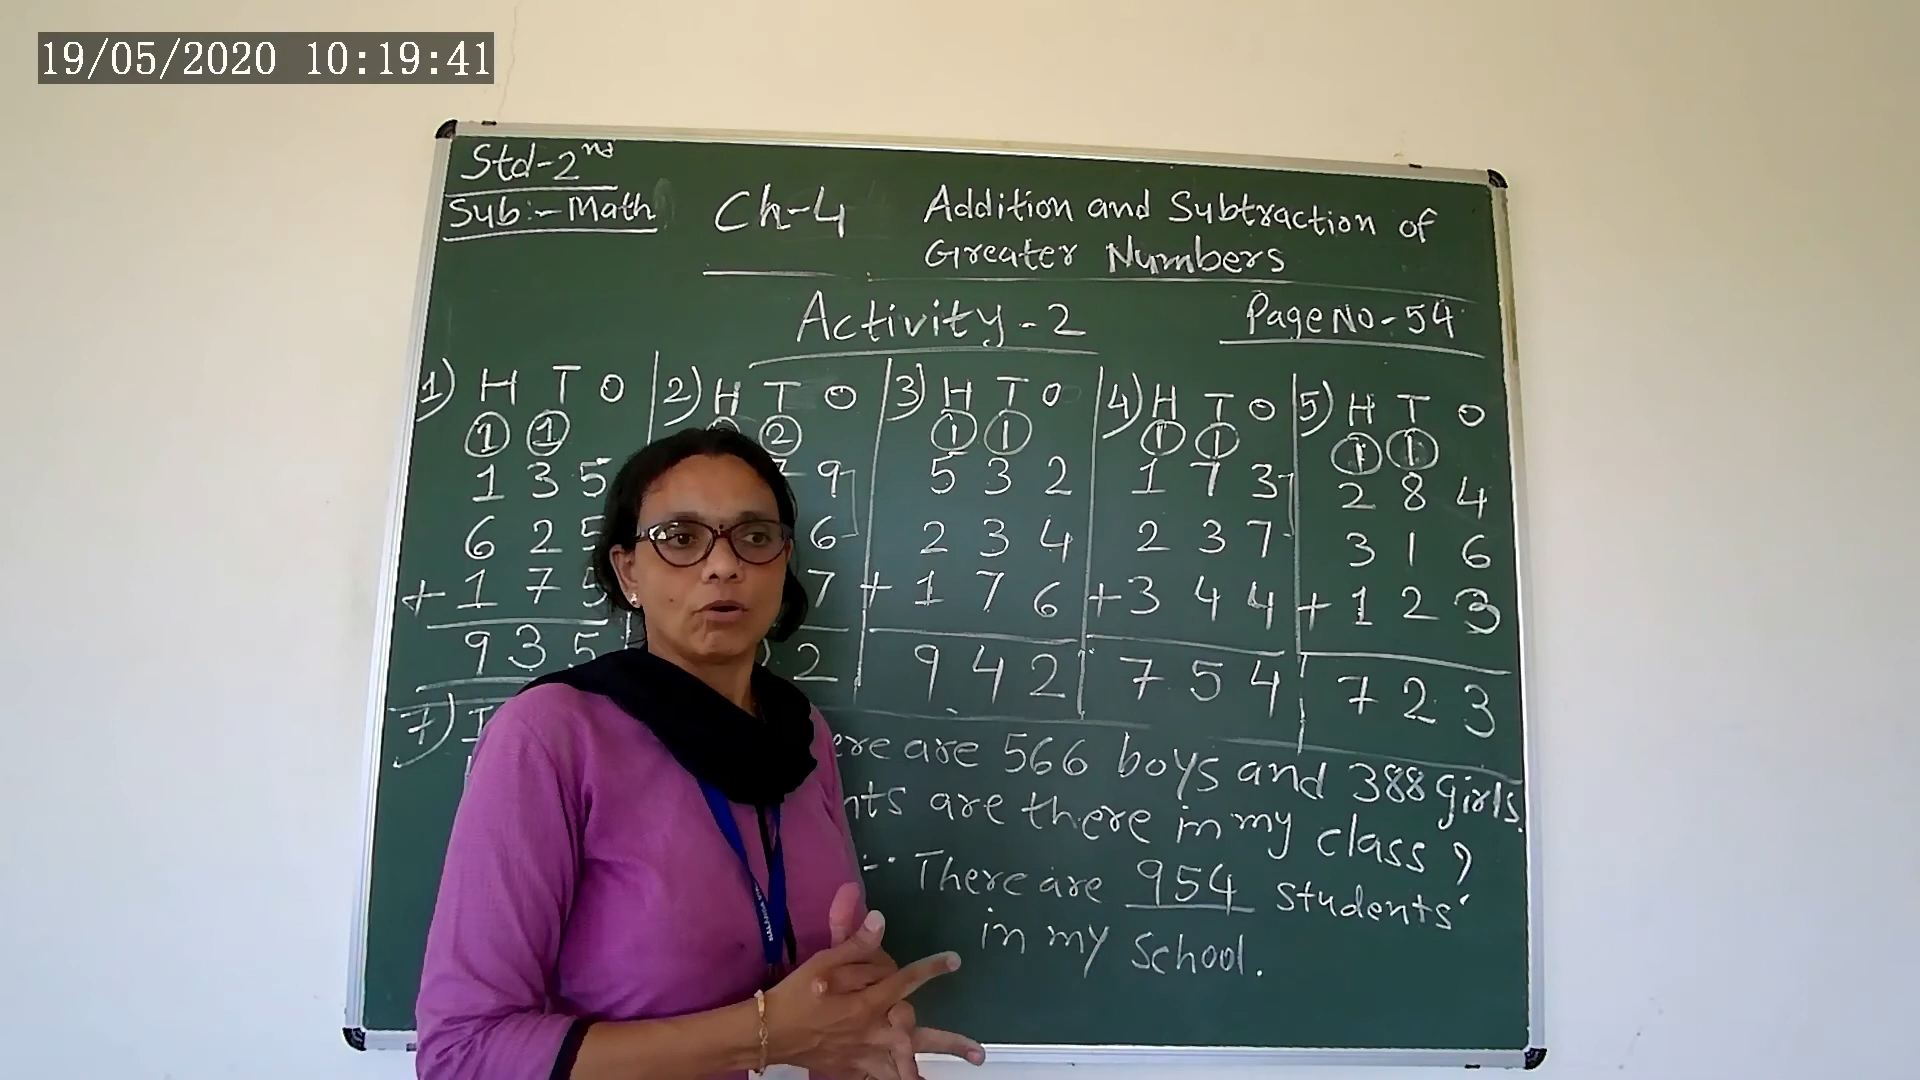 19/05/2020 10:19:41
Std-2nd
Sub:-Math
Ch-4 Addition and Subtraction of
Greater Numbers
Activity-2
Page No-54
1) H T O
1 1
1 3 5
6 2 5
+ 1 7 5
9 3 5
2) H T O
2
9
6
7
2
3) H T O
1 1
5 3 2
2 3 4
+ 1 7 6
9 4 2
4) H T O
1 1
1 7 3
2 3 7
+ 3 4 4
7 5 4
5) H T O
1 1
2 8 4
3 1 6
+ 1 2 3
7 2 3
7) are 566 boys and 388 girls.
are there in my class ?
There are 954 students
in my school.